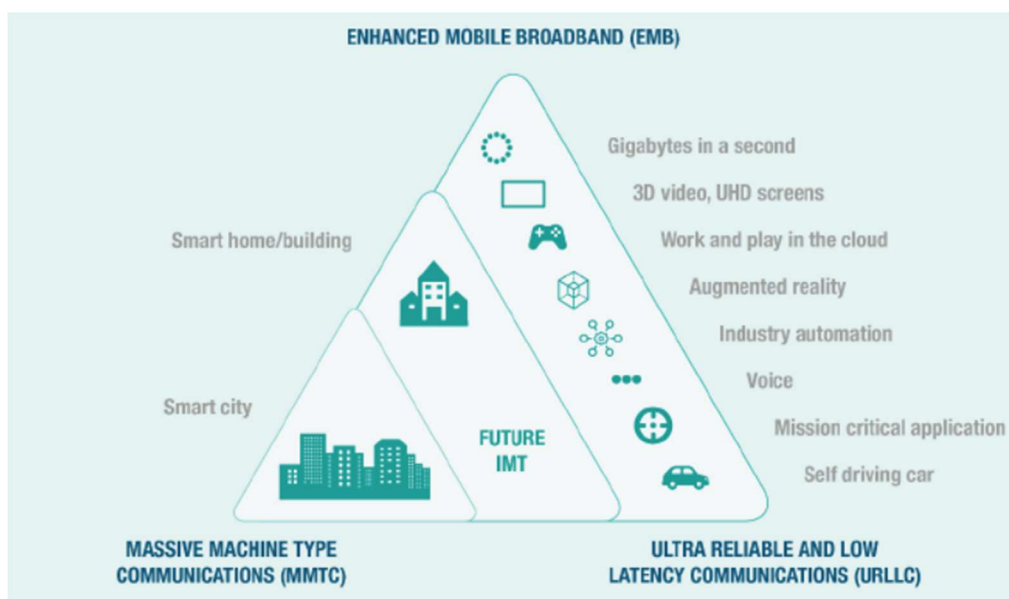 ENHANCED MOBILE BROADBAND (EMB)
Gigabytes in a second
3D video, UHD screens
Smart home/building
Work and play in the cloud
Augmented reality
Industry automation
Voice
Smart city
Mission critical application
FUTURE
IMT
Self driving car
MASSIVE MACHINE TYPE
COMMUNICATIONS (MMTC)
ULTRA RELIABLE AND LOW
LATENCY COMMUNICATIONS (URLLC)